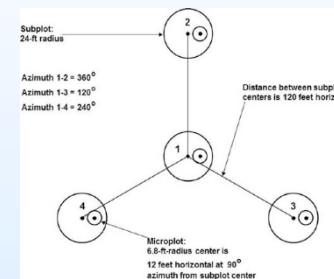 Subplot:
24-ft radius
2
Azimuth 1-2 = 360°
Azimuth 1-3 = 120°
Azimuth 1-4 = 240°
Distance between subpl
centers is 120 feet horiz
1
4
3
Microplot:
6.8-ft-radius center is
12 feet horizontal at 90°
azimuth from subplot center